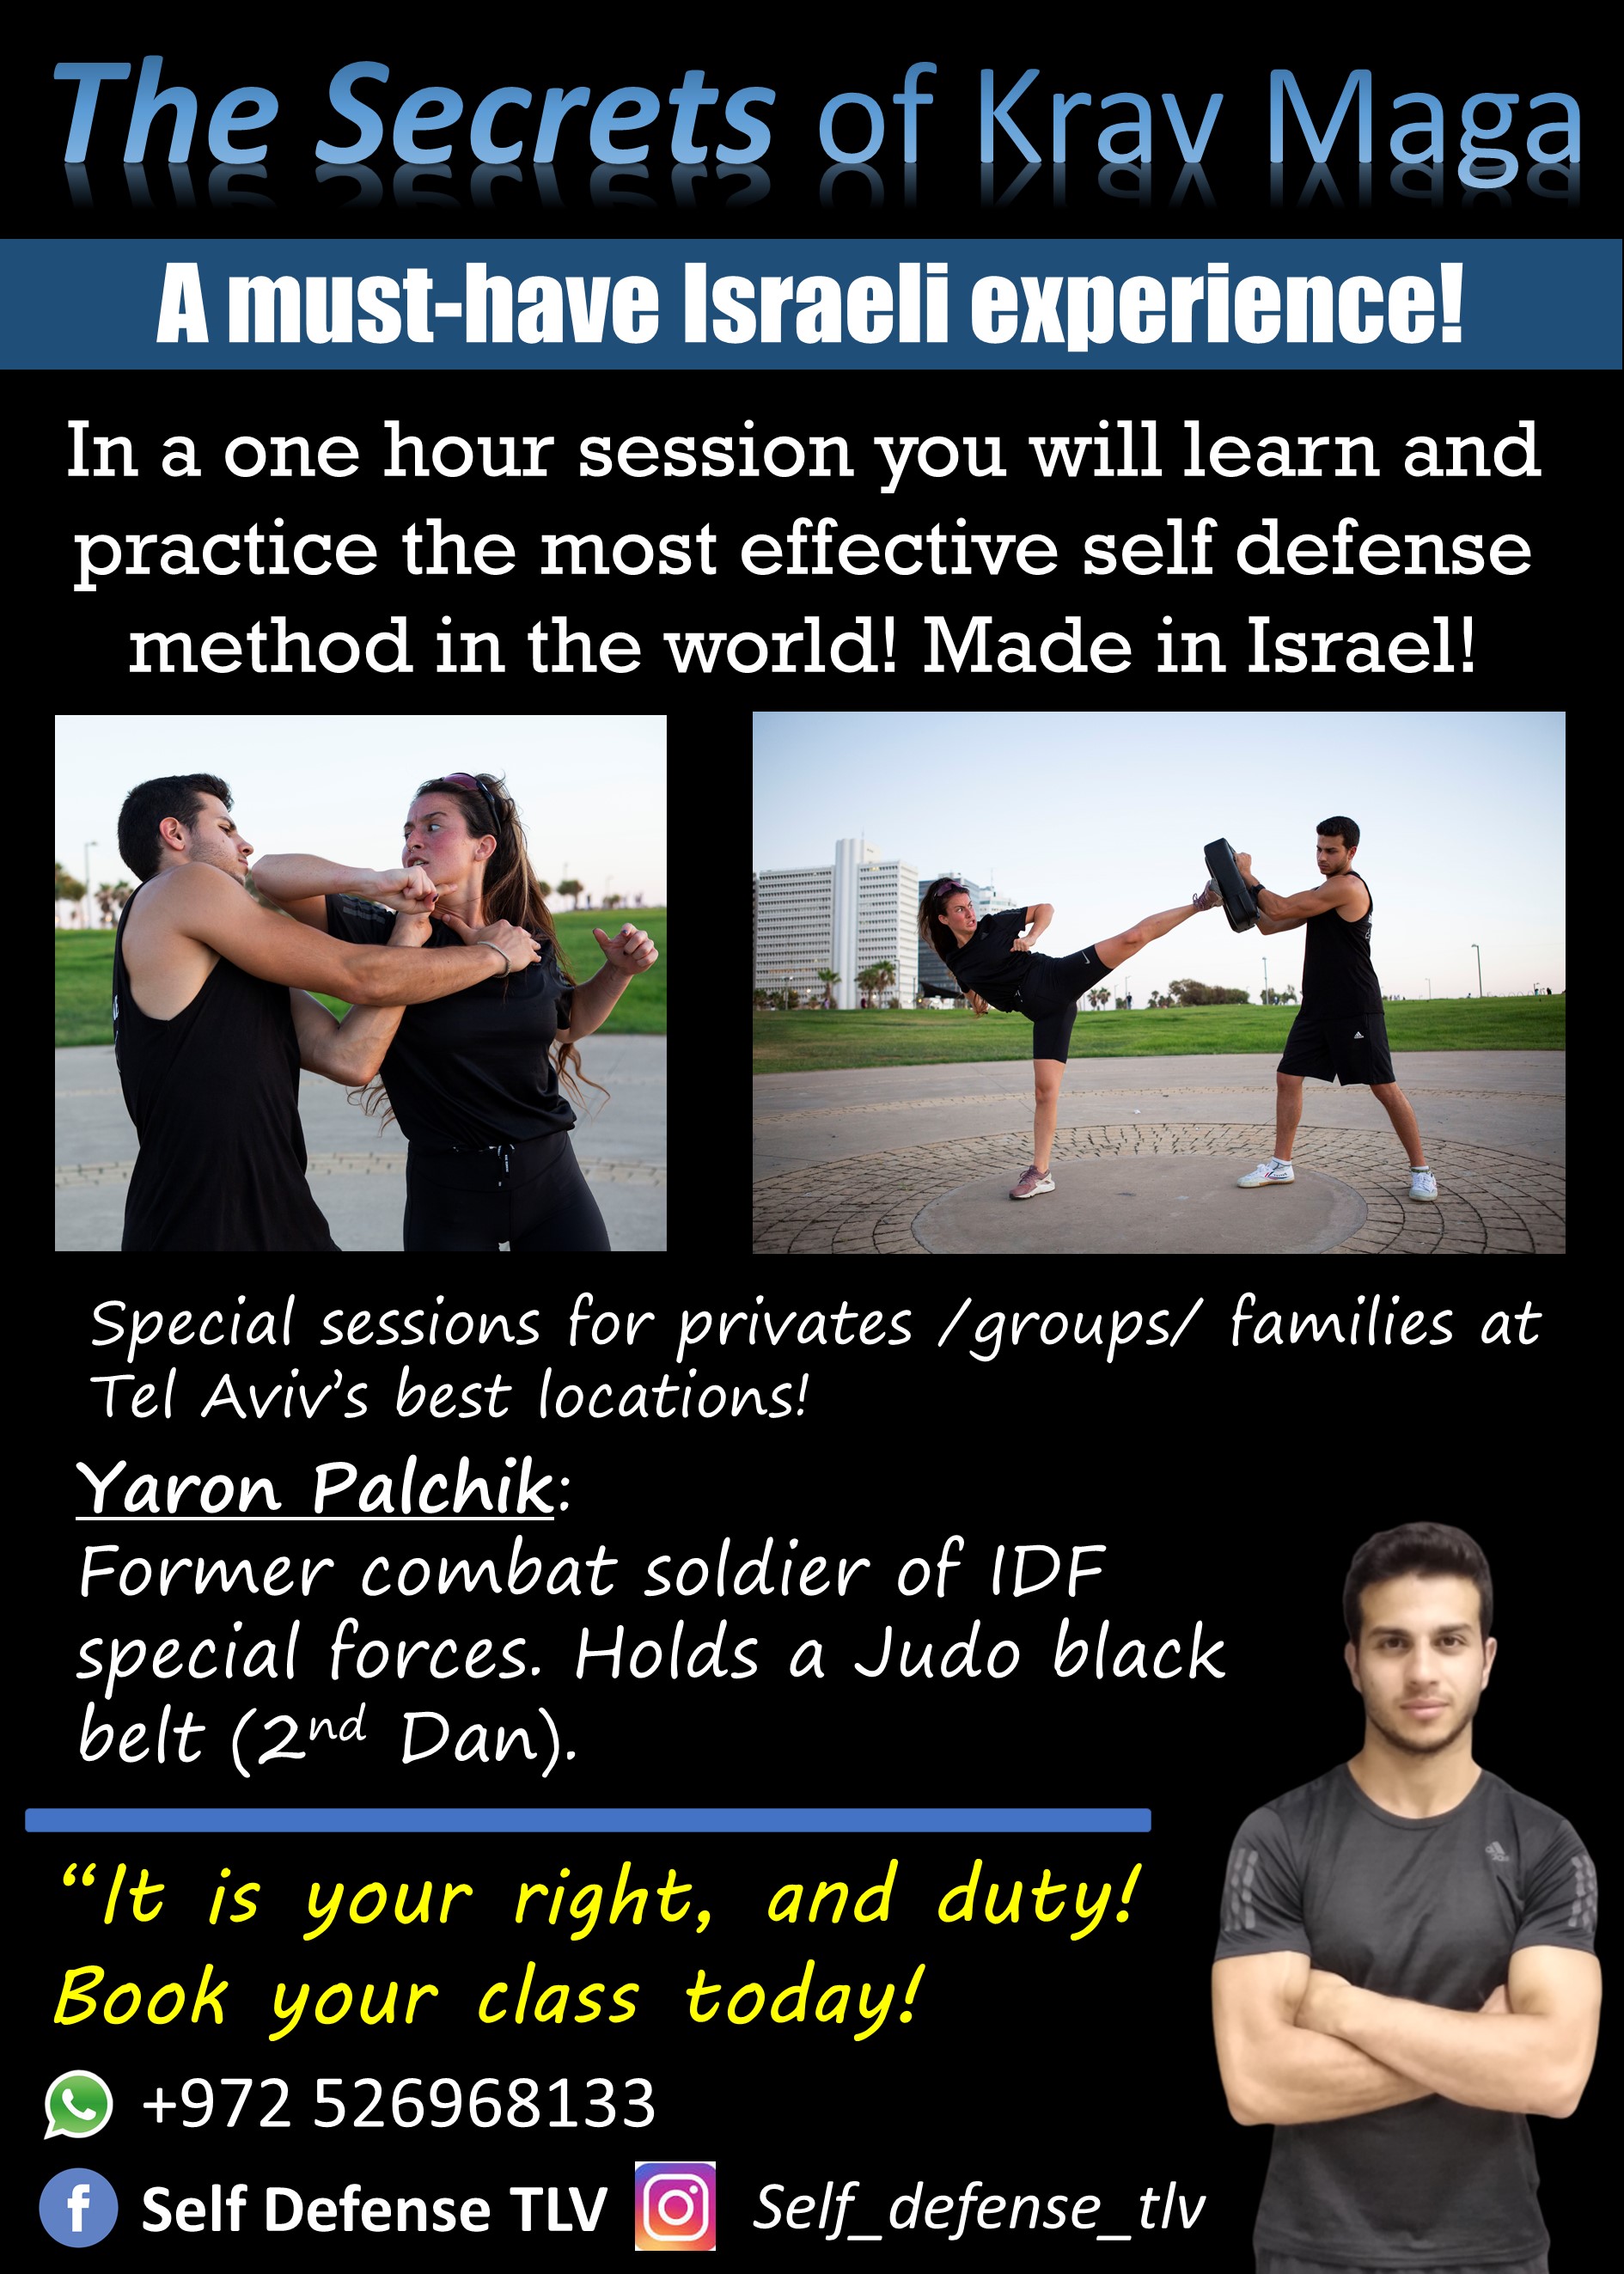 The Secrets of Krav Maga
A must-have Israeli experience!
In a one hour session you will learn and
practice the most effective self defense
method in the world! Made in Israel!
Special sessions for privates /groups/ families at
Tel Aviv's best locations!
Yaron Palchik:
Former combat soldier of IDF
special forces. Holds a Judo black
belt (2nd Dan).
“It is your right, and duty!
Book your class today!
+972 526968133
Self Defense TLV Self_defense_tlv